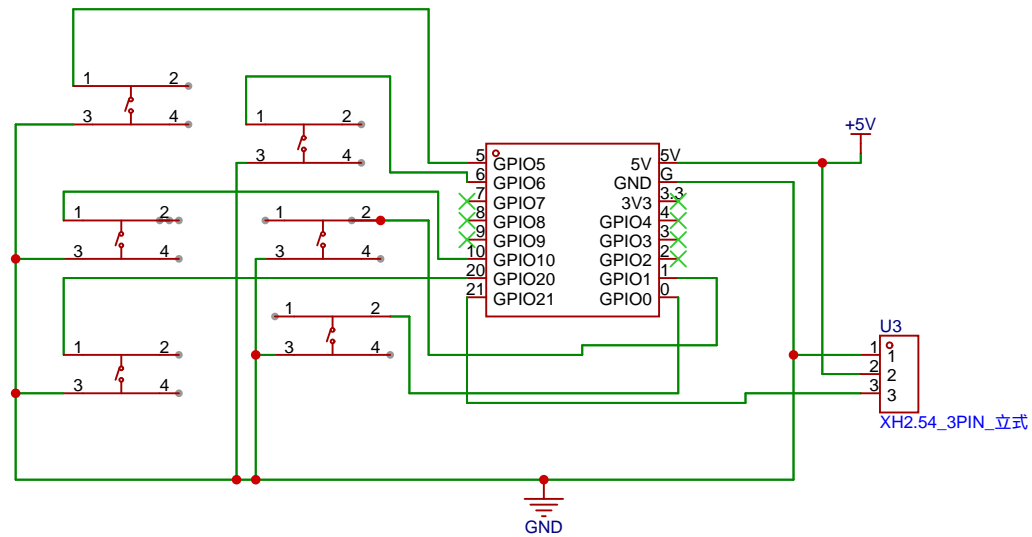 1 2
3 4
1 2
3 4
1 2
3 4
1 2
3 4
1 2
3 4
1 2
3 4
5 GPIO5 5V 5V
6 GPIO6 GND G
7 GPIO7 3V3 3.3
8 GPIO8 GPIO4 4
9 GPIO9 GPIO3 3
10 GPIO10 GPIO2 2
20 GPIO20 GPIO1 1
21 GPIO21 GPIO0 0
+5V
U3
1 1
2 2
3 3
XH2.54_3PIN_立式
GND